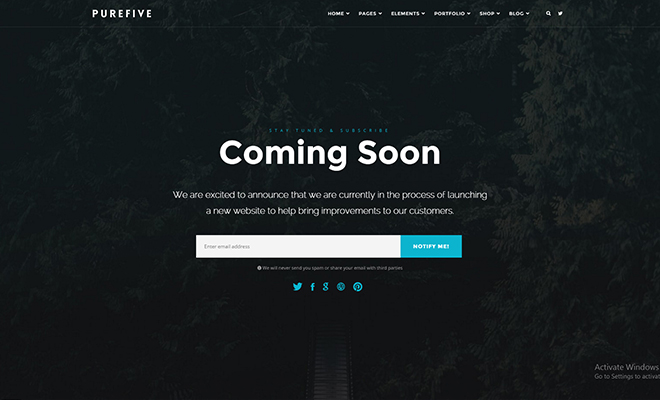 PUREFIVE
HOME PAGES ELEMENTS PORTFOLIO SHOP BLOG
STAY TUNED & SUBSCRIBE
Coming Soon
We are excited to announce that we are currently in the process of launching
a new website to help bring improvements to our customers.
Enter email address NOTIFY ME!
We will never send you spam or share your email with third parties
Activate Windows
Go to Settings to activat